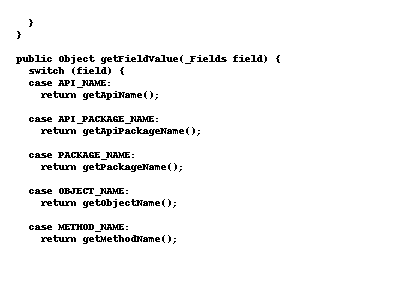 }
}

public Object getFieldValue(_Fields field) {
  switch (field) {
  case API_NAME:
    return getApiName();

  case API_PACKAGE_NAME:
    return getApiPackageName();

  case PACKAGE_NAME:
    return getPackageName();

  case OBJECT_NAME:
    return getObjectName();

  case METHOD_NAME:
    return getMethodName();